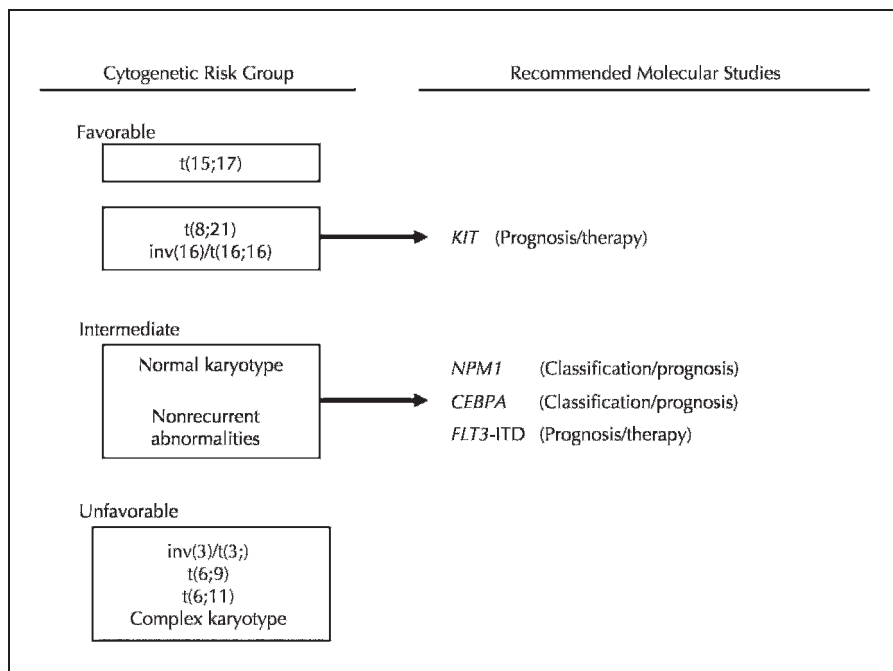 Cytogenetic Risk Group
Recommended Molecular Studies
Favorable
t(15;17)
t(8;21)
inv(16)/t(16;16)
KIT (Prognosis/therapy)
Intermediate
Normal karyotype
Nonrecurrent
abnormalities
NPM1 (Classification/prognosis)
CEBPA (Classification/prognosis)
FLT3-ITD (Prognosis/therapy)
Unfavorable
inv(3)/t(3;)
t(6;9)
t(6;11)
Complex karyotype